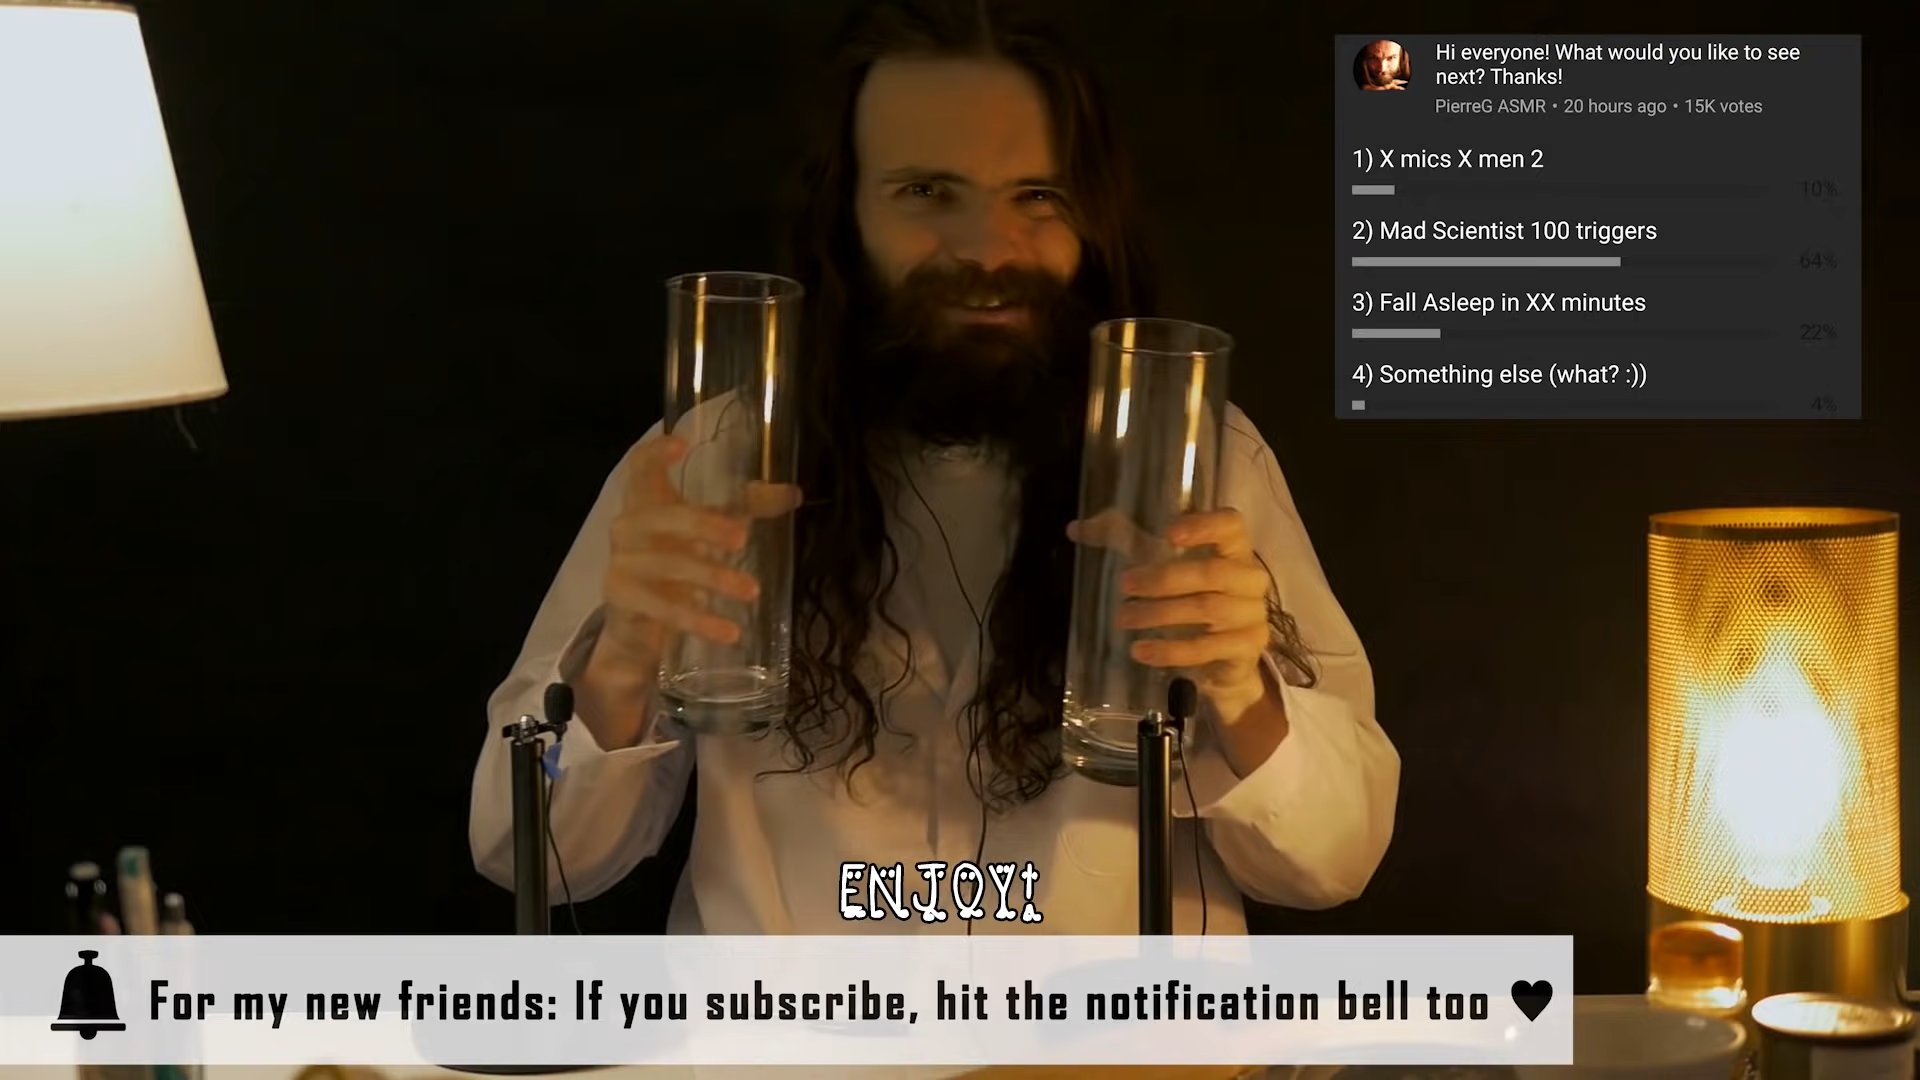 Hi everyone! What would you like to see
next? Thanks!
PierreG ASMR • 20 hours ago • 15K votes
1) X mics X men 2
10%
2) Mad Scientist 100 triggers
64%
3) Fall Asleep in XX minutes
22%
4) Something else (what? :))
4%
ENJOY!
For my new friends: If you subscribe, hit the notification bell too ♥